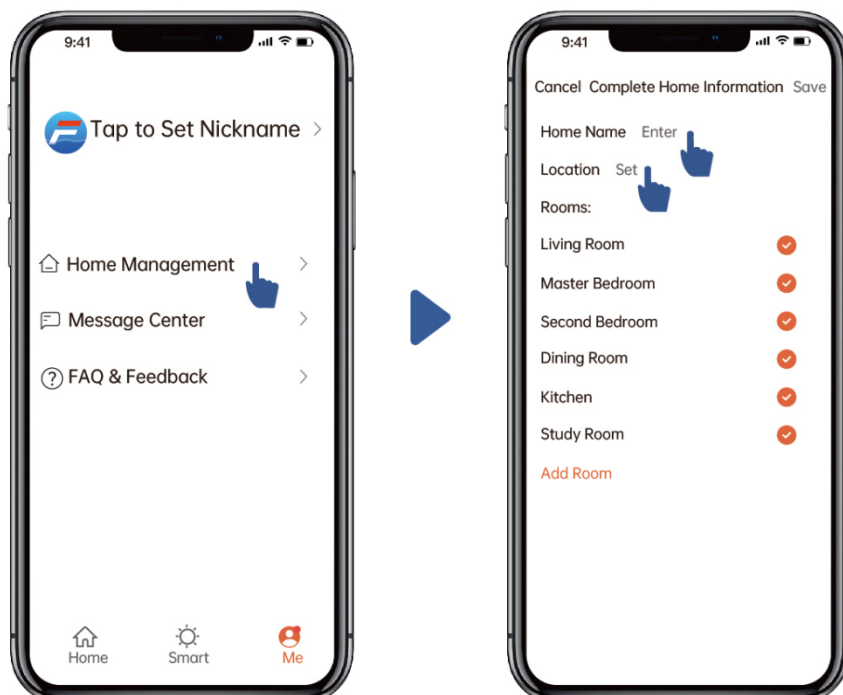 9:41
Tap to Set Nickname
Home Management
Message Center
FAQ & Feedback
Home Smart Me
9:41
Cancel Complete Home Information Save
Home Name Enter
Location Set
Rooms:
Living Room
Master Bedroom
Second Bedroom
Dining Room
Kitchen
Study Room
Add Room